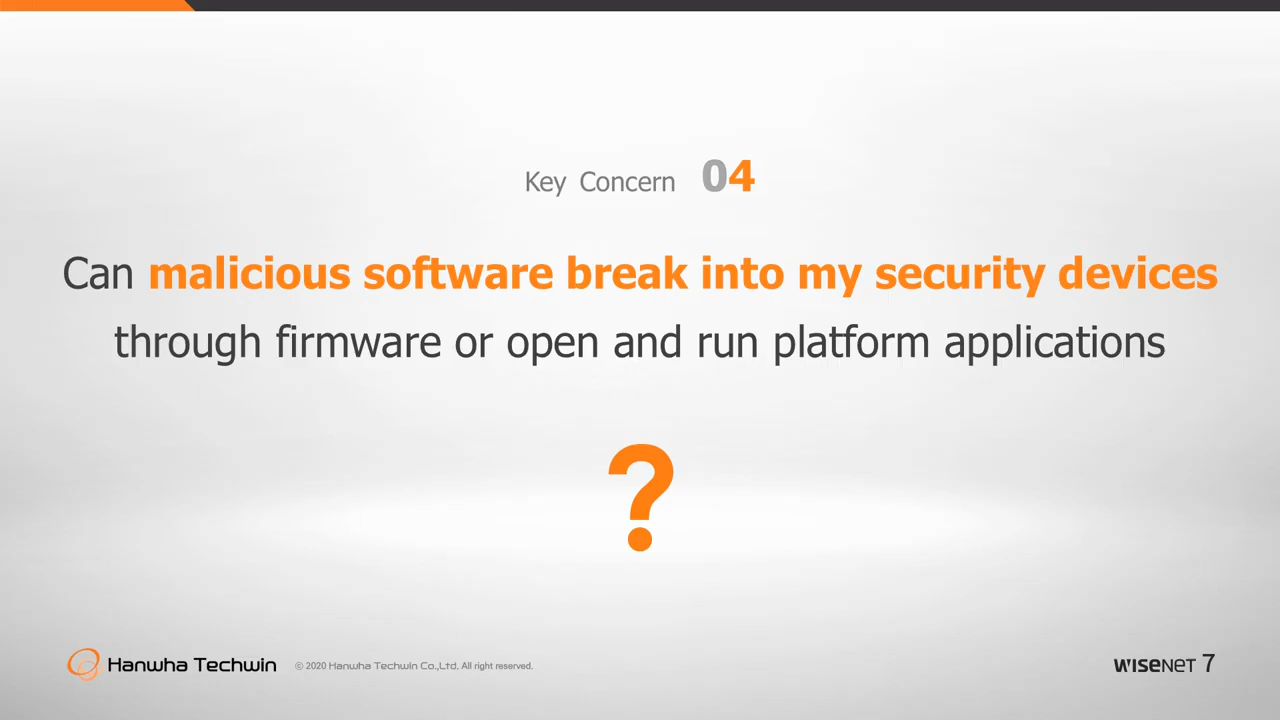 Key Concern 04
Can malicious software break into my security devices
through firmware or open and run platform applications
?
Hanwha Techwin
© 2020 Hanwha Techwin Co.,Ltd. All right reserved.
WISENET 7